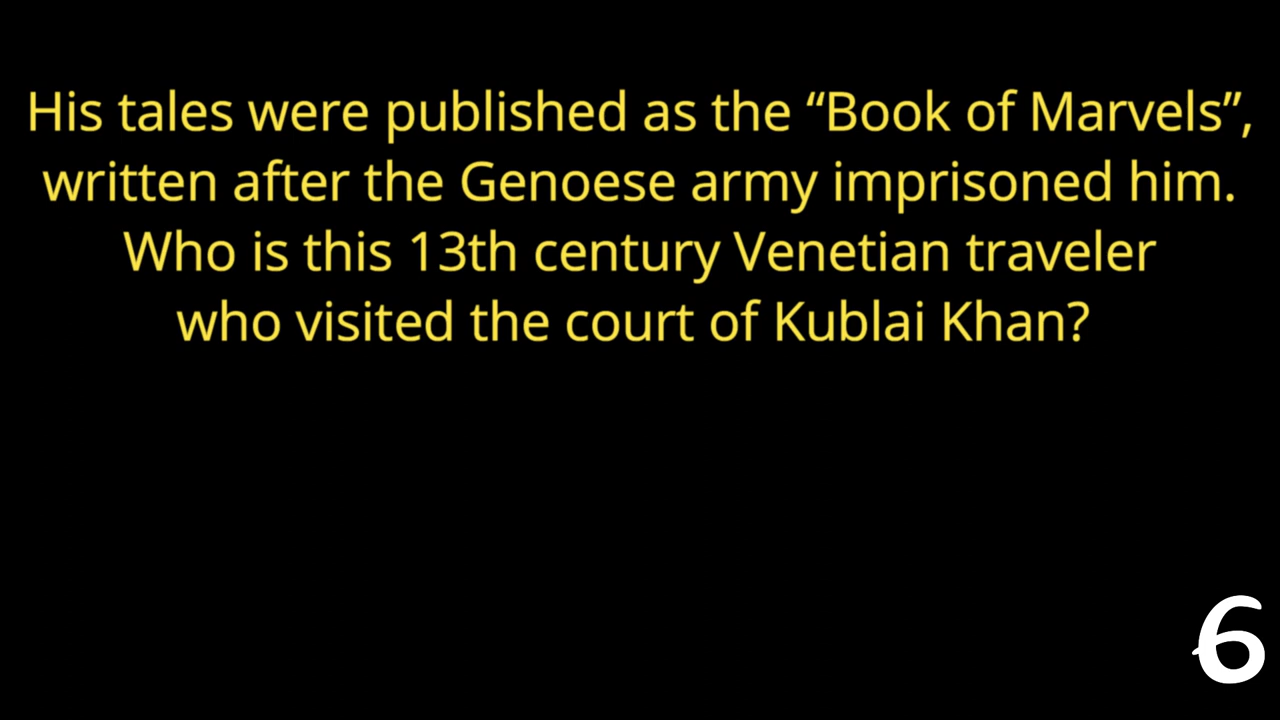 His tales were published as the “Book of Marvels”,
written after the Genoese army imprisoned him.
Who is this 13th century Venetian traveler
who visited the court of Kublai Khan?
6